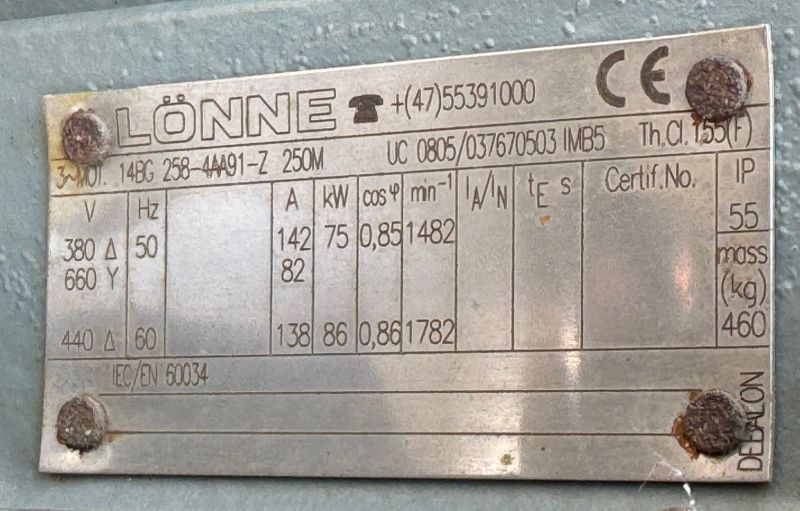 LÖNNE ☎ +(47)55391000 CE
3~MOT. 14BG 258-4AA91-Z 250M UC 0805/037670503 IMB5 Th.Cl. 155(F)
V Hz A kW cosφ min⁻¹ IA/IN tE s Certif.No. IP
380 Δ 50 142 75 0,85 1482 55
660 Y 82 mass
(kg)
440 Δ 60 138 86 0,86 1782 460
IEC/EN 60034
DEBALON